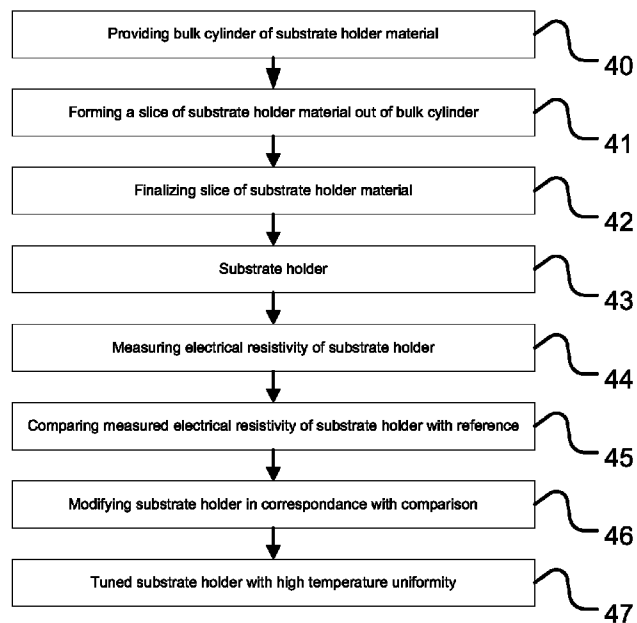 Providing bulk cylinder of substrate holder material
40
Forming a slice of substrate holder material out of bulk cylinder
41
Finalizing slice of substrate holder material
42
Substrate holder
43
Measuring electrical resistivity of substrate holder
44
Comparing measured electrical resistivity of substrate holder with reference
45
Modifying substrate holder in correspondance with comparison
46
Tuned substrate holder with high temperature uniformity
47